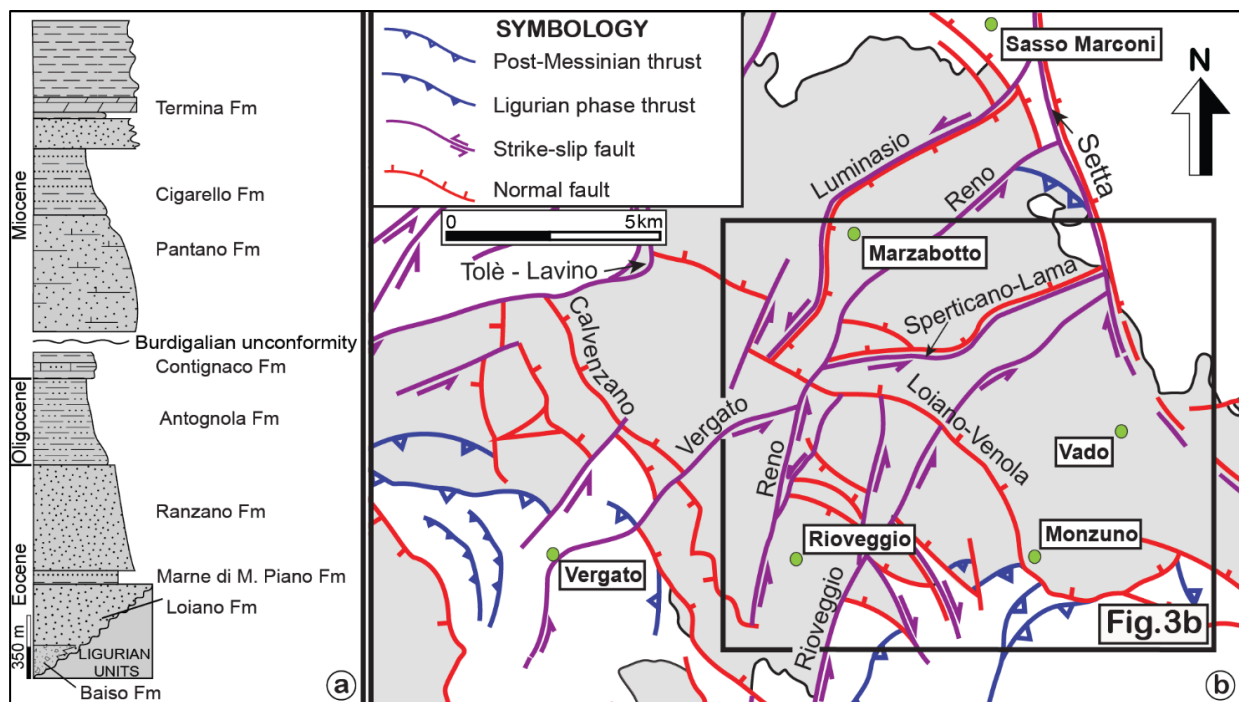 Miocene
Oligocene
Eocene
350 m
Termina Fm
Cigarello Fm
Pantano Fm
Burdigalian unconformity
Contignaco Fm
Antognola Fm
Ranzano Fm
Marne di M. Piano Fm
Loiano Fm
LIGURIAN
UNITS
Baiso Fm
a
SYMBOLOGY
Post-Messinian thrust
Ligurian phase thrust
Strike-slip fault
Normal fault
0 5km
Sasso Marconi
N
Setta
Luminasio
Reno
Marzabotto
Tolè - Lavino
Sperticano-Lama
Calvenzano
Vergato
Loiano-Venola
Reno
Vado
Rioveggio
Monzuno
Vergato
Rioveggio
Fig.3b
b